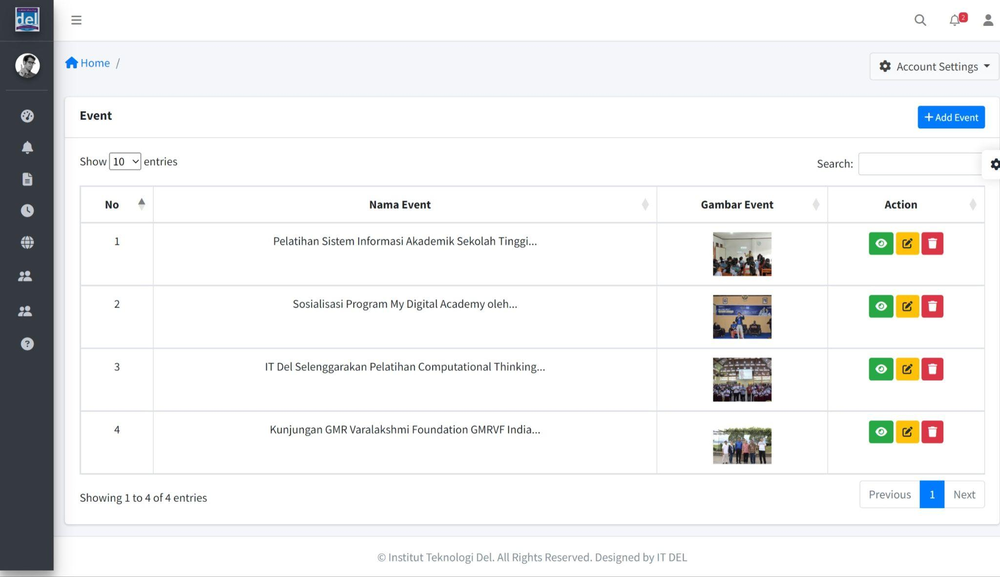 del
2
Home /
Account Settings
Event
+ Add Event
Show 10 entries
Search:
No
Nama Event
Gambar Event
Action
1
Pelatihan Sistem Informasi Akademik Sekolah Tinggi...
2
Sosialisasi Program My Digital Academy oleh...
3
IT Del Selenggarakan Pelatihan Computational Thinking...
4
Kunjungan GMR Varalakshmi Foundation GMRVF India...
Showing 1 to 4 of 4 entries
Previous 1 Next
© Institut Teknologi Del. All Rights Reserved. Designed by IT DEL